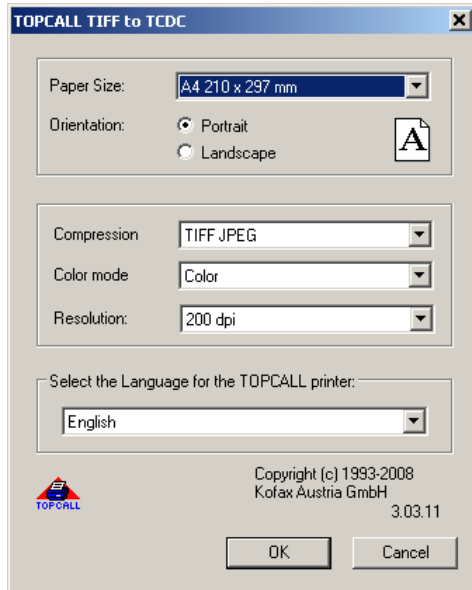 TOPCALL TIFF to TCDC
Paper Size:
A4 210 x 297 mm
Orientation:
Portrait
A
Landscape
Compression
TIFF JPEG
Color mode
Color
Resolution:
200 dpi
Select the Language for the TOPCALL printer:
English
TOPCALL
Copyright (c) 1993-2008
Kofax Austria GmbH
3.03.11
OK
Cancel